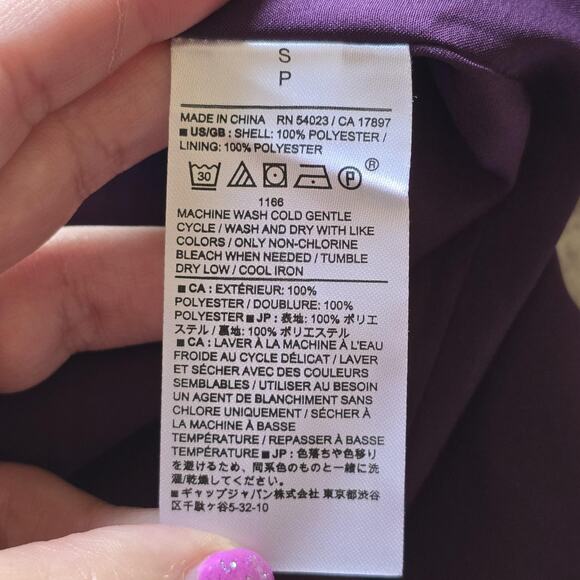 S
P
MADE IN CHINA RN 54023 / CA 17897
■ US/GB : SHELL: 100% POLYESTER /
LINING: 100% POLYESTER
30 P ®
1166
MACHINE WASH COLD GENTLE
CYCLE / WASH AND DRY WITH LIKE
COLORS / ONLY NON-CHLORINE
BLEACH WHEN NEEDED / TUMBLE
DRY LOW / COOL IRON
■ CA : EXTÉRIEUR: 100%
POLYESTER / DOUBLURE: 100%
POLYESTER ■ JP : 表地: 100% ポリエ
ステル / 裏地: 100% ポリエステル
■ CA : LAVER À LA MACHINE À L'EAU
FROIDE AU CYCLE DÉLICAT / LAVER
ET SÉCHER AVEC DES COULEURS
SEMBLABLES / UTILISER AU BESOIN
UN AGENT DE BLANCHIMENT SANS
CHLORE UNIQUEMENT / SÉCHER À
LA MACHINE À BASSE
TEMPÉRATURE / REPASSER À BASSE
TEMPÉRATURE ■ JP : 色落ちや色移り
を避けるため、同系色のものと一緒に洗
濯/乾燥してください。
■ ギャップジャパン株式会社 東京都渋谷
区千駄ヶ谷5-32-10